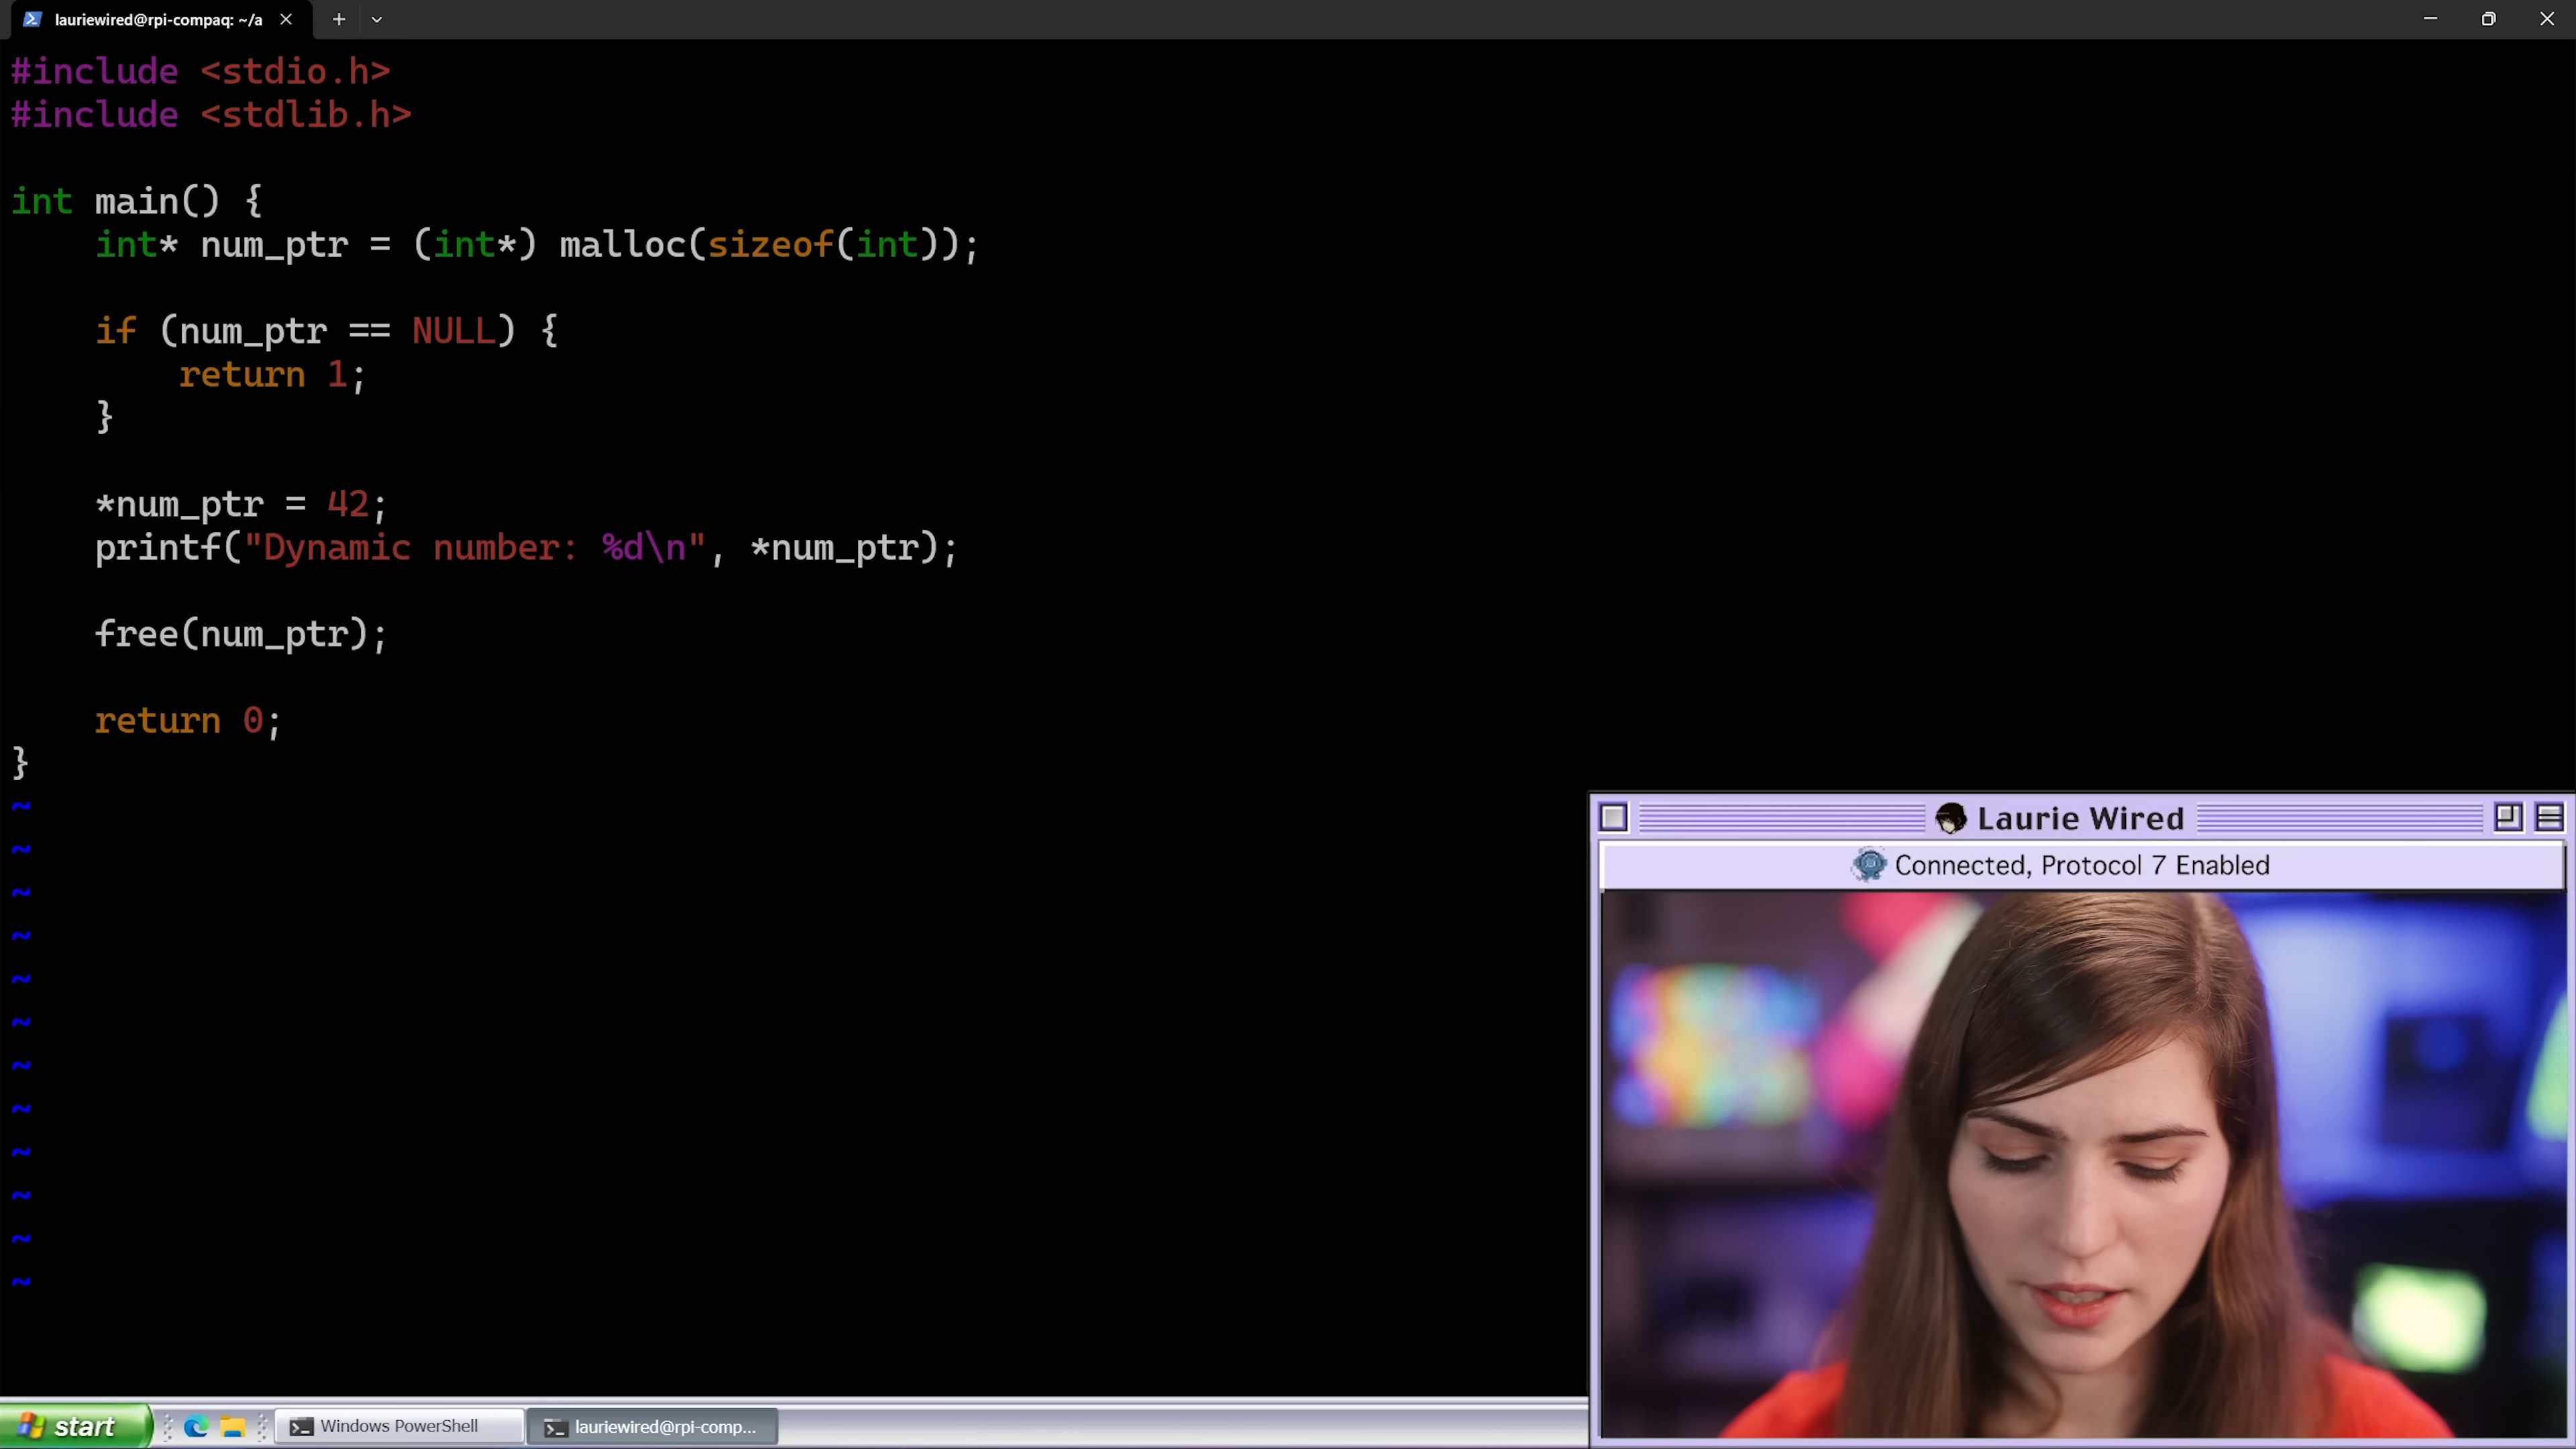 lauriewired@rpi-compaq: ~/a
#include <stdio.h>
#include <stdlib.h>
int main() {
    int* num_ptr = (int*) malloc(sizeof(int));
    if (num_ptr == NULL) {
        return 1;
    }
    *num_ptr = 42;
    printf("Dynamic number: %d\n", *num_ptr);
    free(num_ptr);
    return 0;
}
~
~
~
~
~
~
~
~
~
~
~
~
Laurie Wired
Connected, Protocol 7 Enabled
start
Windows PowerShell
lauriewired@rpi-comp...